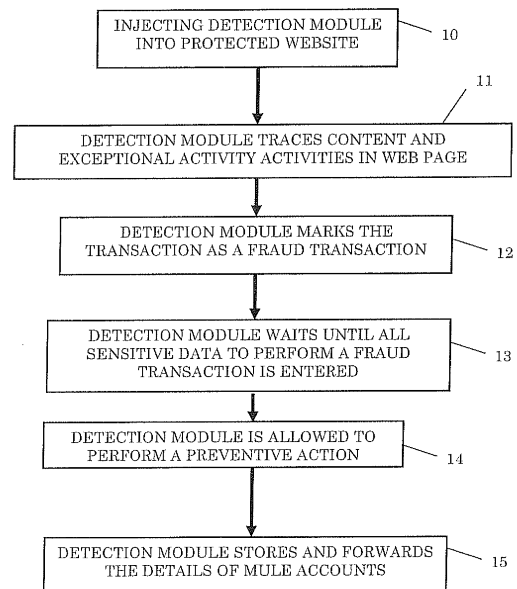 INJECTING DETECTION MODULE
INTO PROTECTED WEBSITE
10
11
DETECTION MODULE TRACES CONTENT AND
EXCEPTIONAL ACTIVITY ACTIVITIES IN WEB PAGE
DETECTION MODULE MARKS THE
TRANSACTION AS A FRAUD TRANSACTION
12
DETECTION MODULE WAITS UNTIL ALL
SENSITIVE DATA TO PERFORM A FRAUD
TRANSACTION IS ENTERED
13
DETECTION MODULE IS ALLOWED TO
PERFORM A PREVENTIVE ACTION
14
DETECTION MODULE STORES AND FORWARDS
THE DETAILS OF MULE ACCOUNTS
15